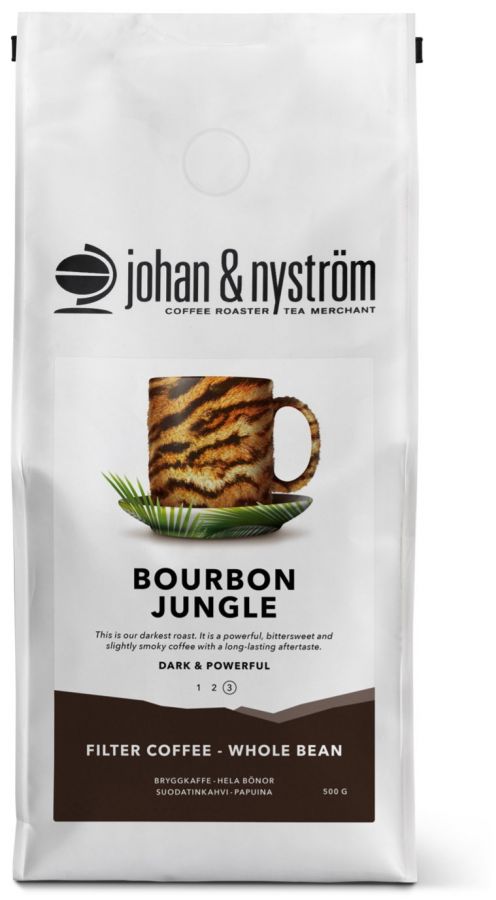 johan & nyström
COFFEE ROASTER TEA MERCHANT
BOURBON
JUNGLE
This is our darkest roast. It is a powerful, bittersweet and
slightly smoky coffee with a long-lasting aftertaste.
DARK & POWERFUL
1 2 3
FILTER COFFEE - WHOLE BEAN
BRYGGKAFFE · HELA BÖNOR
SUODATINKAHVI · PAPUINA
500 G